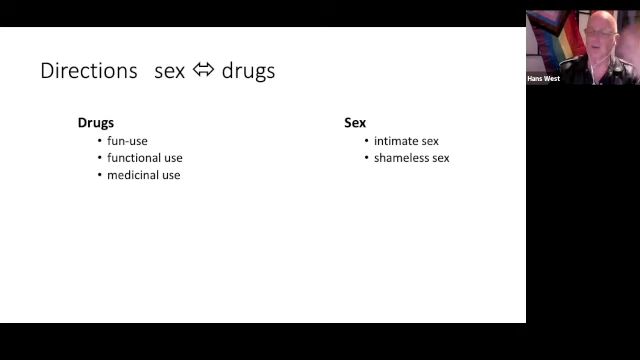 Directions sex ⇔ drugs
Drugs
• fun-use
• functional use
• medicinal use
Sex
• intimate sex
• shameless sex
Hans West